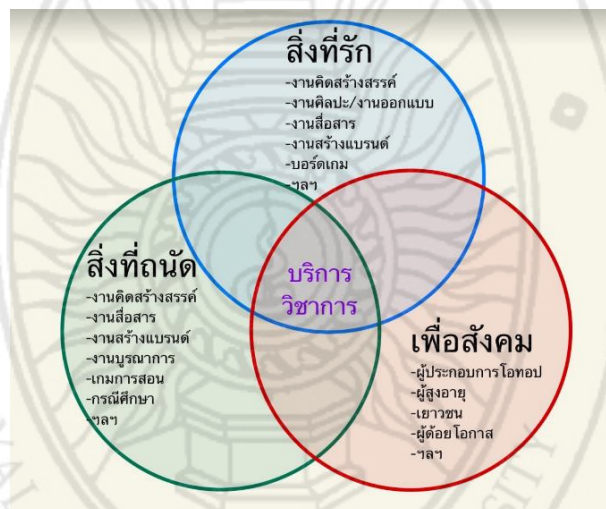 สิ่งที่รัก
-งานคิดสร้างสรรค์
-งานศิลปะ/งานออกแบบ
-งานสื่อสาร
-งานสร้างแบรนด์
-บอร์ดเกม
-ฯลฯ
สิ่งที่ถนัด
-งานคิดสร้างสรรค์
-งานสื่อสาร
-งานสร้างแบรนด์
-งานบูรณาการ
-เกมการสอน
-กรณีศึกษา
-ฯลฯ
บริการ
วิชาการ
เพื่อสังคม
-ผู้ประกอบการโอทอป
-ผู้สูงอายุ
-เยาวชน
-ผู้ด้อยโอกาส
-ฯลฯ